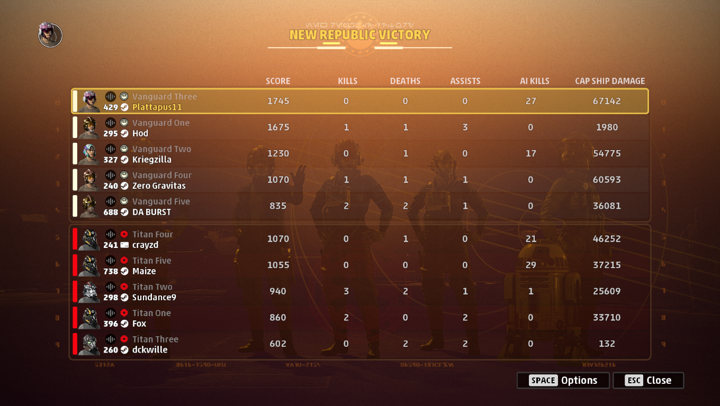 NEW REPUBLIC VICTORY
SCORE KILLS DEATHS ASSISTS AI KILLS CAP SHIP DAMAGE
Vanguard Three
429 Plattapus11 1745 0 0 0 27 67142
Vanguard One
295 Hod 1675 1 1 3 0 1980
Vanguard Two
327 Kriegzilla 1230 0 1 0 17 54775
Vanguard Four
240 Zero Gravitas 1070 1 1 1 0 60593
Vanguard Five
688 DA BURST 835 2 2 1 0 36081
Titan Four
241 crayzd 1070 0 1 0 21 46252
Titan Five
738 Maize 1055 0 0 0 29 37215
Titan Two
298 Sundance9 940 3 2 1 1 25609
Titan One
396 Fox 860 2 0 2 0 33710
Titan Three
260 dckwille 602 0 2 2 0 132
SPACE Options ESC Close